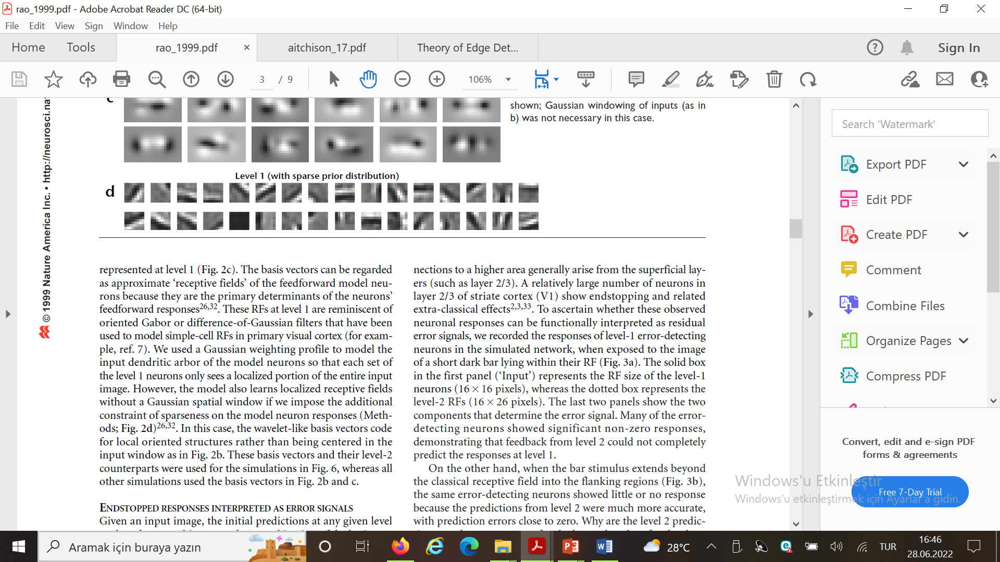 rao_1999.pdf - Adobe Acrobat Reader DC (64-bit)
File Edit View Sign Window Help
Home Tools rao_1999.pdf × aitchison_17.pdf Theory of Edge Det... Sign In
3 / 9 106%
© 1999 Nature America Inc. • http://neurosci.na
c
shown; Gaussian windowing of inputs (as in
b) was not necessary in this case.
Level 1 (with sparse prior distribution)
d
represented at level 1 (Fig. 2c). The basis vectors can be regarded
as approximate ‘receptive fields’ of the feedforward model neu-
rons because they are the primary determinants of the neurons’
feedforward responses26,32. These RFs at level 1 are reminiscent of
oriented Gabor or difference-of-Gaussian filters that have been
used to model simple-cell RFs in primary visual cortex (for exam-
ple, ref. 7). We used a Gaussian weighting profile to model the
input dendritic arbor of the model neurons so that each set of
the level 1 neurons only sees a localized portion of the entire input
image. However, the model also learns localized receptive fields
without a Gaussian spatial window if we impose the additional
constraint of sparseness on the model neuron responses (Meth-
ods; Fig. 2d)26,32. In this case, the wavelet-like basis vectors code
for local oriented structures rather than being centered in the
input window as in Fig. 2b. These basis vectors and their level-2
counterparts were used for the simulations in Fig. 6, whereas all
other simulations used the basis vectors in Fig. 2b and c.
ENDSTOPPED RESPONSES INTERPRETED AS ERROR SIGNALS
Given an input image, the initial predictions at any given level
nections to a higher area generally arise from the superficial lay-
ers (such as layer 2/3). A relatively large number of neurons in
layer 2/3 of striate cortex (V1) show endstopping and related
extra-classical effects2,3,33. To ascertain whether these observed
neuronal responses can be functionally interpreted as residual
error signals, we recorded the responses of level-1 error-detecting
neurons in the simulated network, when exposed to the image
of a short dark bar lying within their RF (Fig. 3a). The solid box
in the first panel (‘Input’) represents the RF size of the level-1
neurons (16 × 16 pixels), whereas the dotted box represents the
level-2 RFs (16 × 26 pixels). The last two panels show the two
components that determine the error signal. Many of the error-
detecting neurons showed significant non-zero responses,
demonstrating that feedback from level 2 could not completely
predict the responses at level 1.
On the other hand, when the bar stimulus extends beyond
the classical receptive field into the flanking regions (Fig. 3b),
the same error-detecting neurons showed little or no response
because the predictions from level 2 were much more accurate,
with prediction errors close to zero. Why are the level 2 predic-
Search 'Watermark'
Export PDF
Edit PDF
Create PDF
Comment
Combine Files
Organize Pages
Compress PDF
Convert, edit and e-sign PDF
forms & agreements
Free 7-Day Trial
Windows'u Etkinleştir
Windows'u etkinleştirmek için Ayarlar'a gidin.
Aramak için buraya yazın
28°C
TUR
16:46
28.06.2022